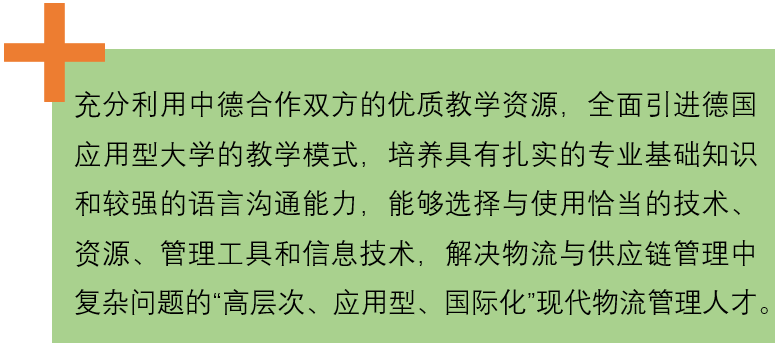 充分利用中德合作双方的优质教学资源，全面引进德国
应用型大学的教学模式，培养具有扎实的专业基础知识
和较强的语言沟通能力，能够选择与使用恰当的技术、
资源、管理工具和信息技术，解决物流与供应链管理中
复杂问题的“高层次、应用型、国际化”现代物流管理人才。